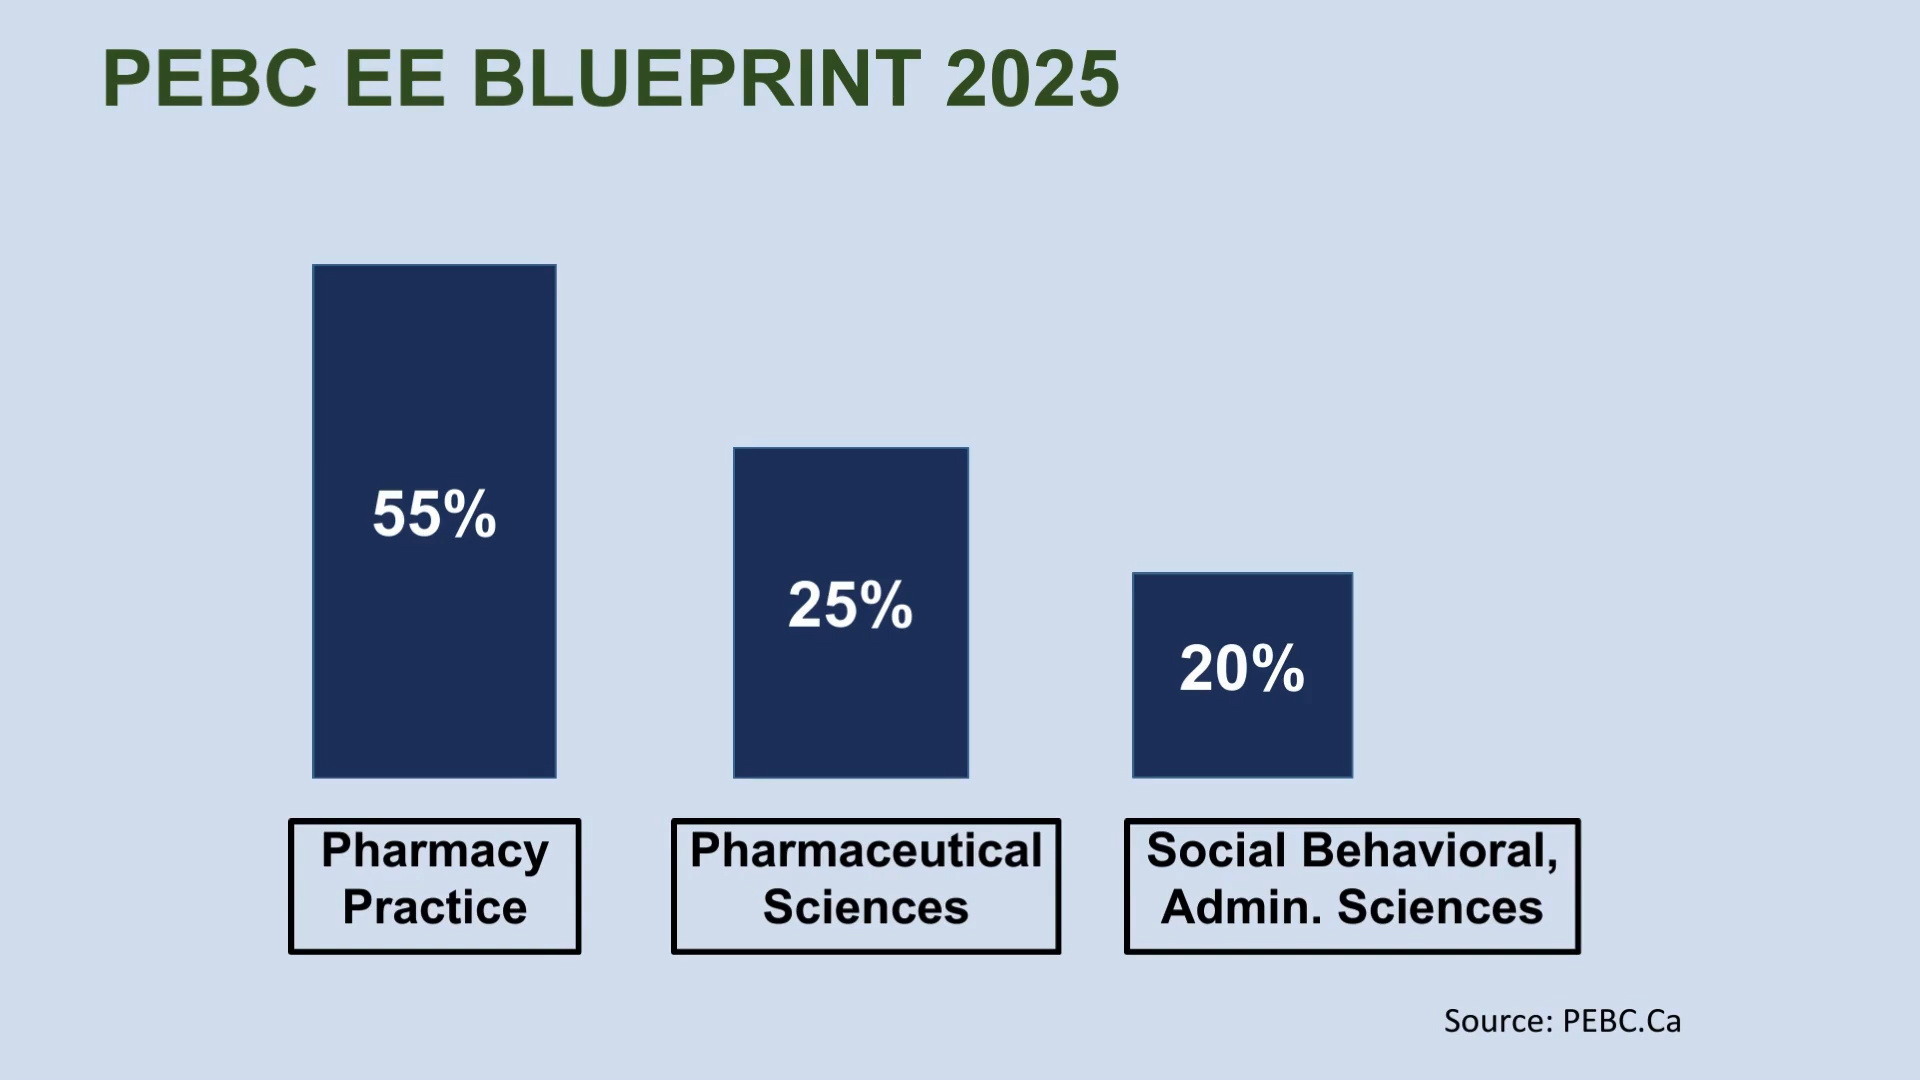 PEBC EE BLUEPRINT 2025
55%
25%
20%
Pharmacy
Practice
Pharmaceutical
Sciences
Social Behavioral,
Admin. Sciences
Source: PEBC.Ca